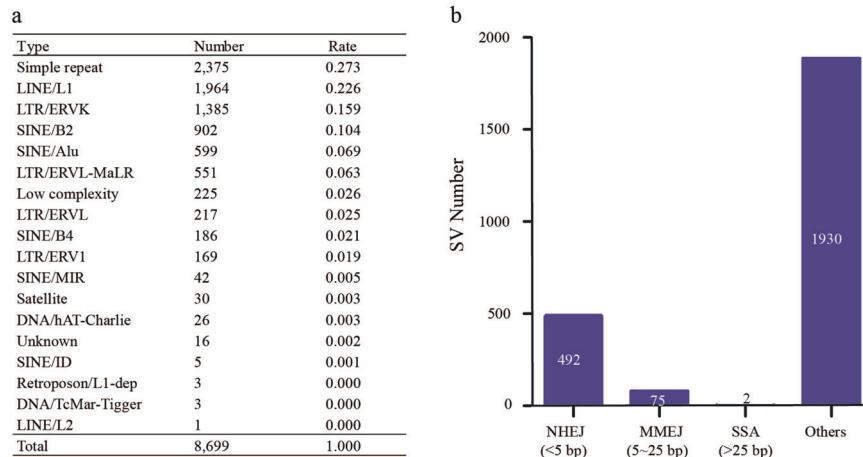 a
Type Number Rate
Simple repeat 2,375 0.273
LINE/L1 1,964 0.226
LTR/ERVK 1,385 0.159
SINE/B2 902 0.104
SINE/Alu 599 0.069
LTR/ERVL-MaLR 551 0.063
Low complexity 225 0.026
LTR/ERVL 217 0.025
SINE/B4 186 0.021
LTR/ERV1 169 0.019
SINE/MIR 42 0.005
Satellite 30 0.003
DNA/hAT-Charlie 26 0.003
Unknown 16 0.002
SINE/ID 5 0.001
Retroposon/L1-dep 3 0.000
DNA/TcMar-Tigger 3 0.000
LINE/L2 1 0.000
Total 8,699 1.000
b
SV Number
2000
1500
1000
500
0
492
75
2
1930
NHEJ MMEJ SSA Others
(<5 bp) (5~25 bp) (>25 bp)